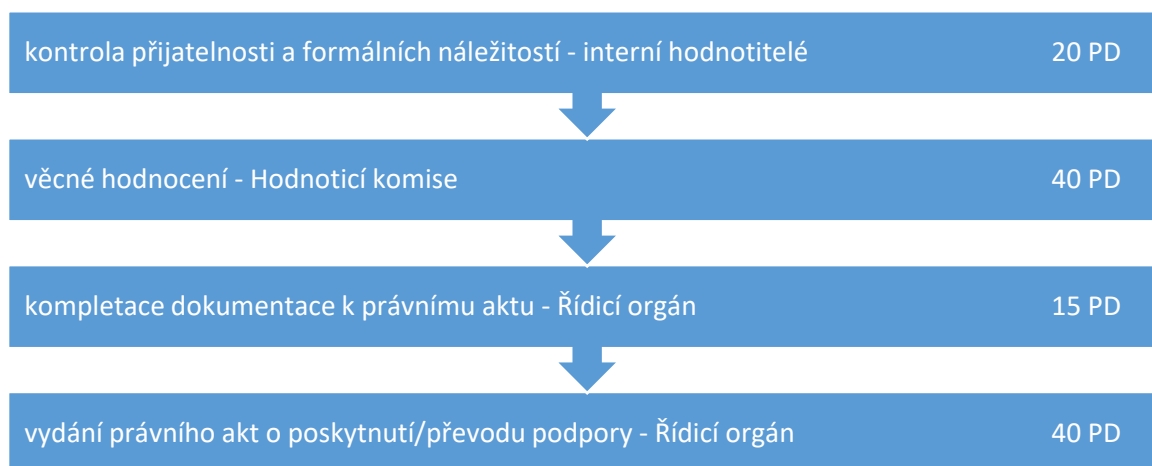 kontrola přijatelnosti a formálních náležitostí - interní hodnotitelé 20 PD
věcné hodnocení - Hodnoticí komise 40 PD
kompletace dokumentace k právnímu aktu - Řídicí orgán 15 PD
vydání právního akt o poskytnutí/převodu podpory - Řídicí orgán 40 PD